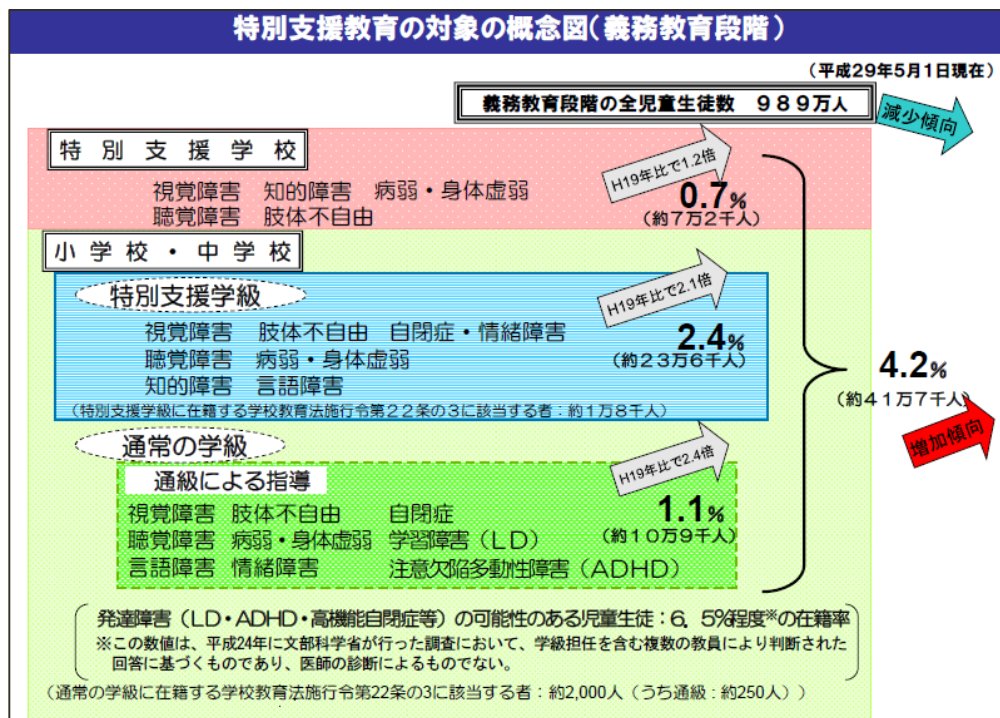 特別支援教育の対象の概念図(義務教育段階)
(平成29年5月1日現在)
義務教育段階の全児童生徒数　989万人
減少傾向
特別支援学校
H19年比で1.2倍
視覚障害　知的障害　病弱・身体虚弱
聴覚障害　肢体不自由
0.7%
(約7万2千人)
小学校・中学校
特別支援学級
H19年比で2.1倍
視覚障害　肢体不自由　自閉症・情緒障害
聴覚障害　病弱・身体虚弱
知的障害　言語障害
2.4%
(約23万6千人)
(特別支援学級に在籍する学校教育法施行令第22条の3に該当する者：約1万8千人)
4.2%
(約41万7千人)
増加傾向
通常の学級
H19年比で2.4倍
通級による指導
視覚障害　肢体不自由　自閉症
聴覚障害　病弱・身体虚弱　学習障害(LD)
言語障害　情緒障害　注意欠陥多動性障害(ADHD)
1.1%
(約10万9千人)
発達障害(LD・ADHD・高機能自閉症等)の可能性のある児童生徒：6．5%程度※の在籍率
※この数値は、平成24年に文部科学省が行った調査において、学級担任を含む複数の教員により判断された
回答に基づくものであり、医師の診断によるものでない。
(通常の学級に在籍する学校教育法施行令第22条の3に該当する者：約2,000人(うち通級：約250人))